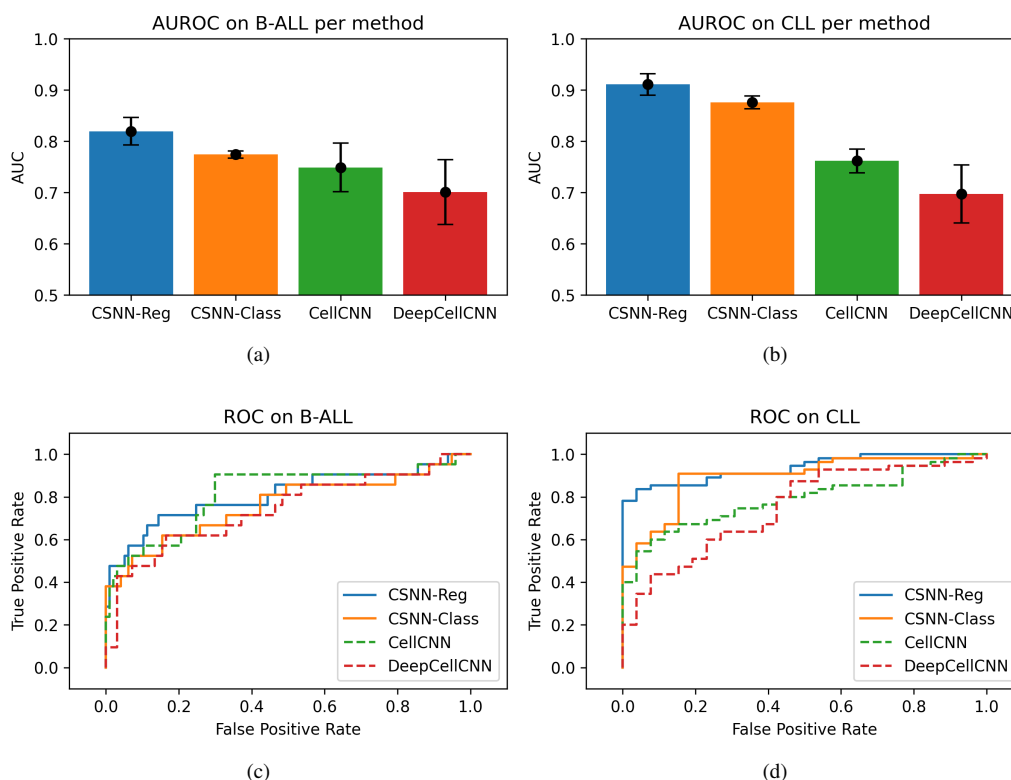 AUROC on B-ALL per method
1.0
0.9
0.8
0.7
0.6
0.5
AUC
CSNN-Reg CSNN-Class CellCNN DeepCellCNN
(a)
AUROC on CLL per method
1.0
0.9
0.8
0.7
0.6
0.5
AUC
CSNN-Reg CSNN-Class CellCNN DeepCellCNN
(b)
ROC on B-ALL
1.0
0.8
0.6
0.4
0.2
0.0
True Positive Rate
CSNN-Reg
CSNN-Class
CellCNN
DeepCellCNN
0.0 0.2 0.4 0.6 0.8 1.0
False Positive Rate
(c)
ROC on CLL
1.0
0.8
0.6
0.4
0.2
0.0
True Positive Rate
CSNN-Reg
CSNN-Class
CellCNN
DeepCellCNN
0.0 0.2 0.4 0.6 0.8 1.0
False Positive Rate
(d)